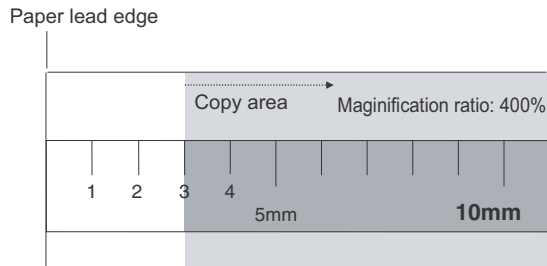 Paper lead edge
Copy area
Maginification ratio: 400%
1 2 3 4
5mm
10mm